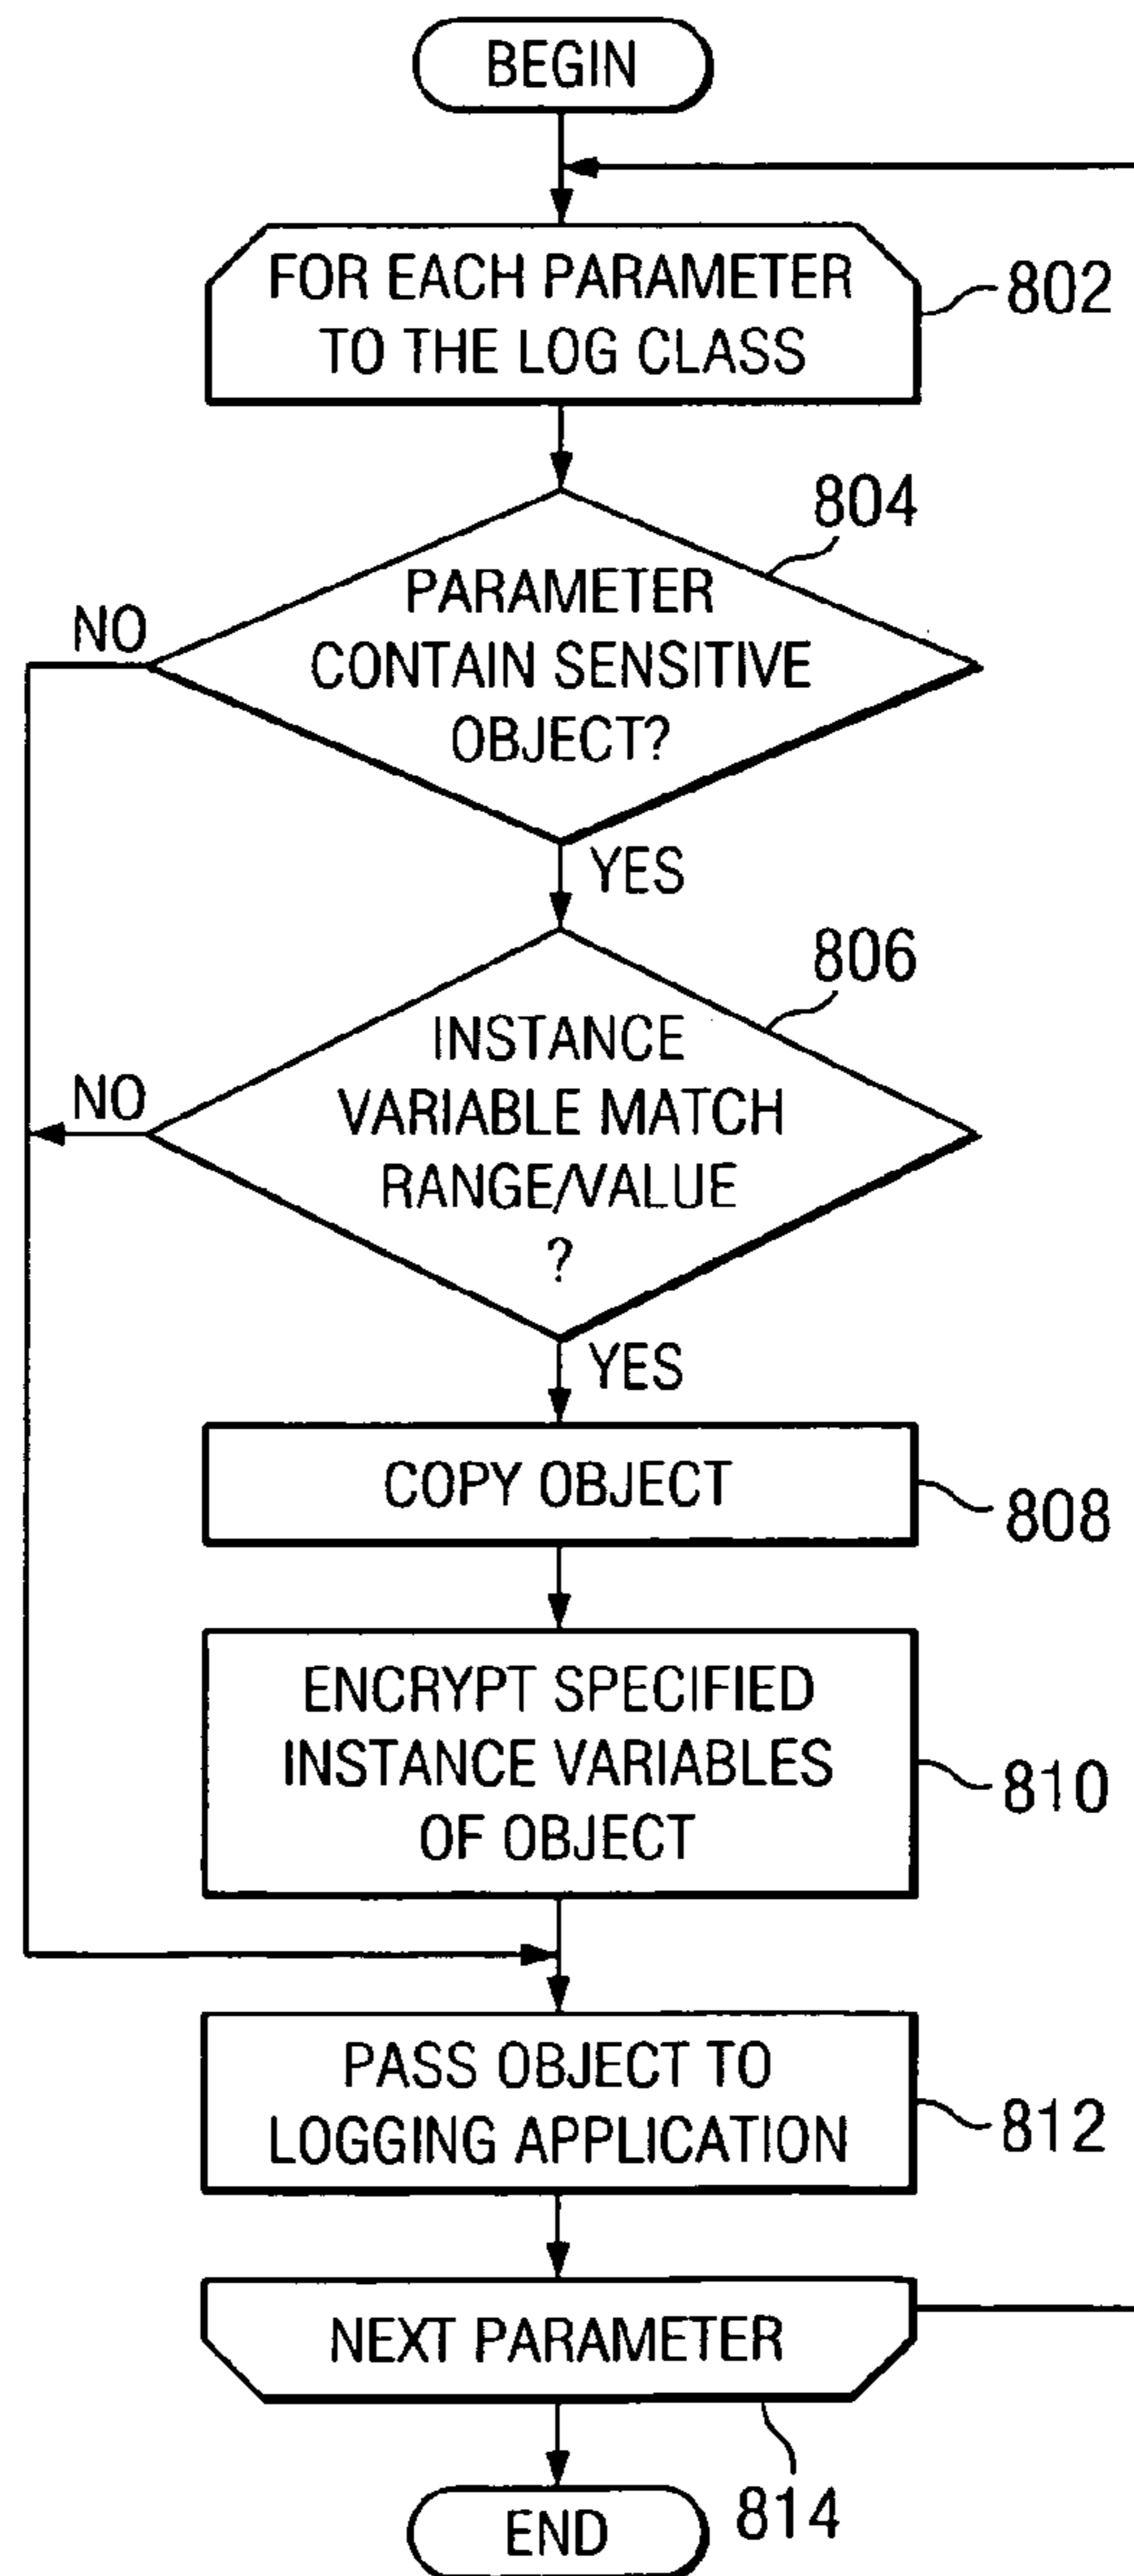 BEGIN
FOR EACH PARAMETER
TO THE LOG CLASS
802
804
PARAMETER
CONTAIN SENSITIVE
OBJECT?
NO
YES
806
INSTANCE
VARIABLE MATCH
RANGE/VALUE
?
NO
YES
COPY OBJECT
808
ENCRYPT SPECIFIED
INSTANCE VARIABLES
OF OBJECT
810
PASS OBJECT TO
LOGGING APPLICATION
812
NEXT PARAMETER
814
END